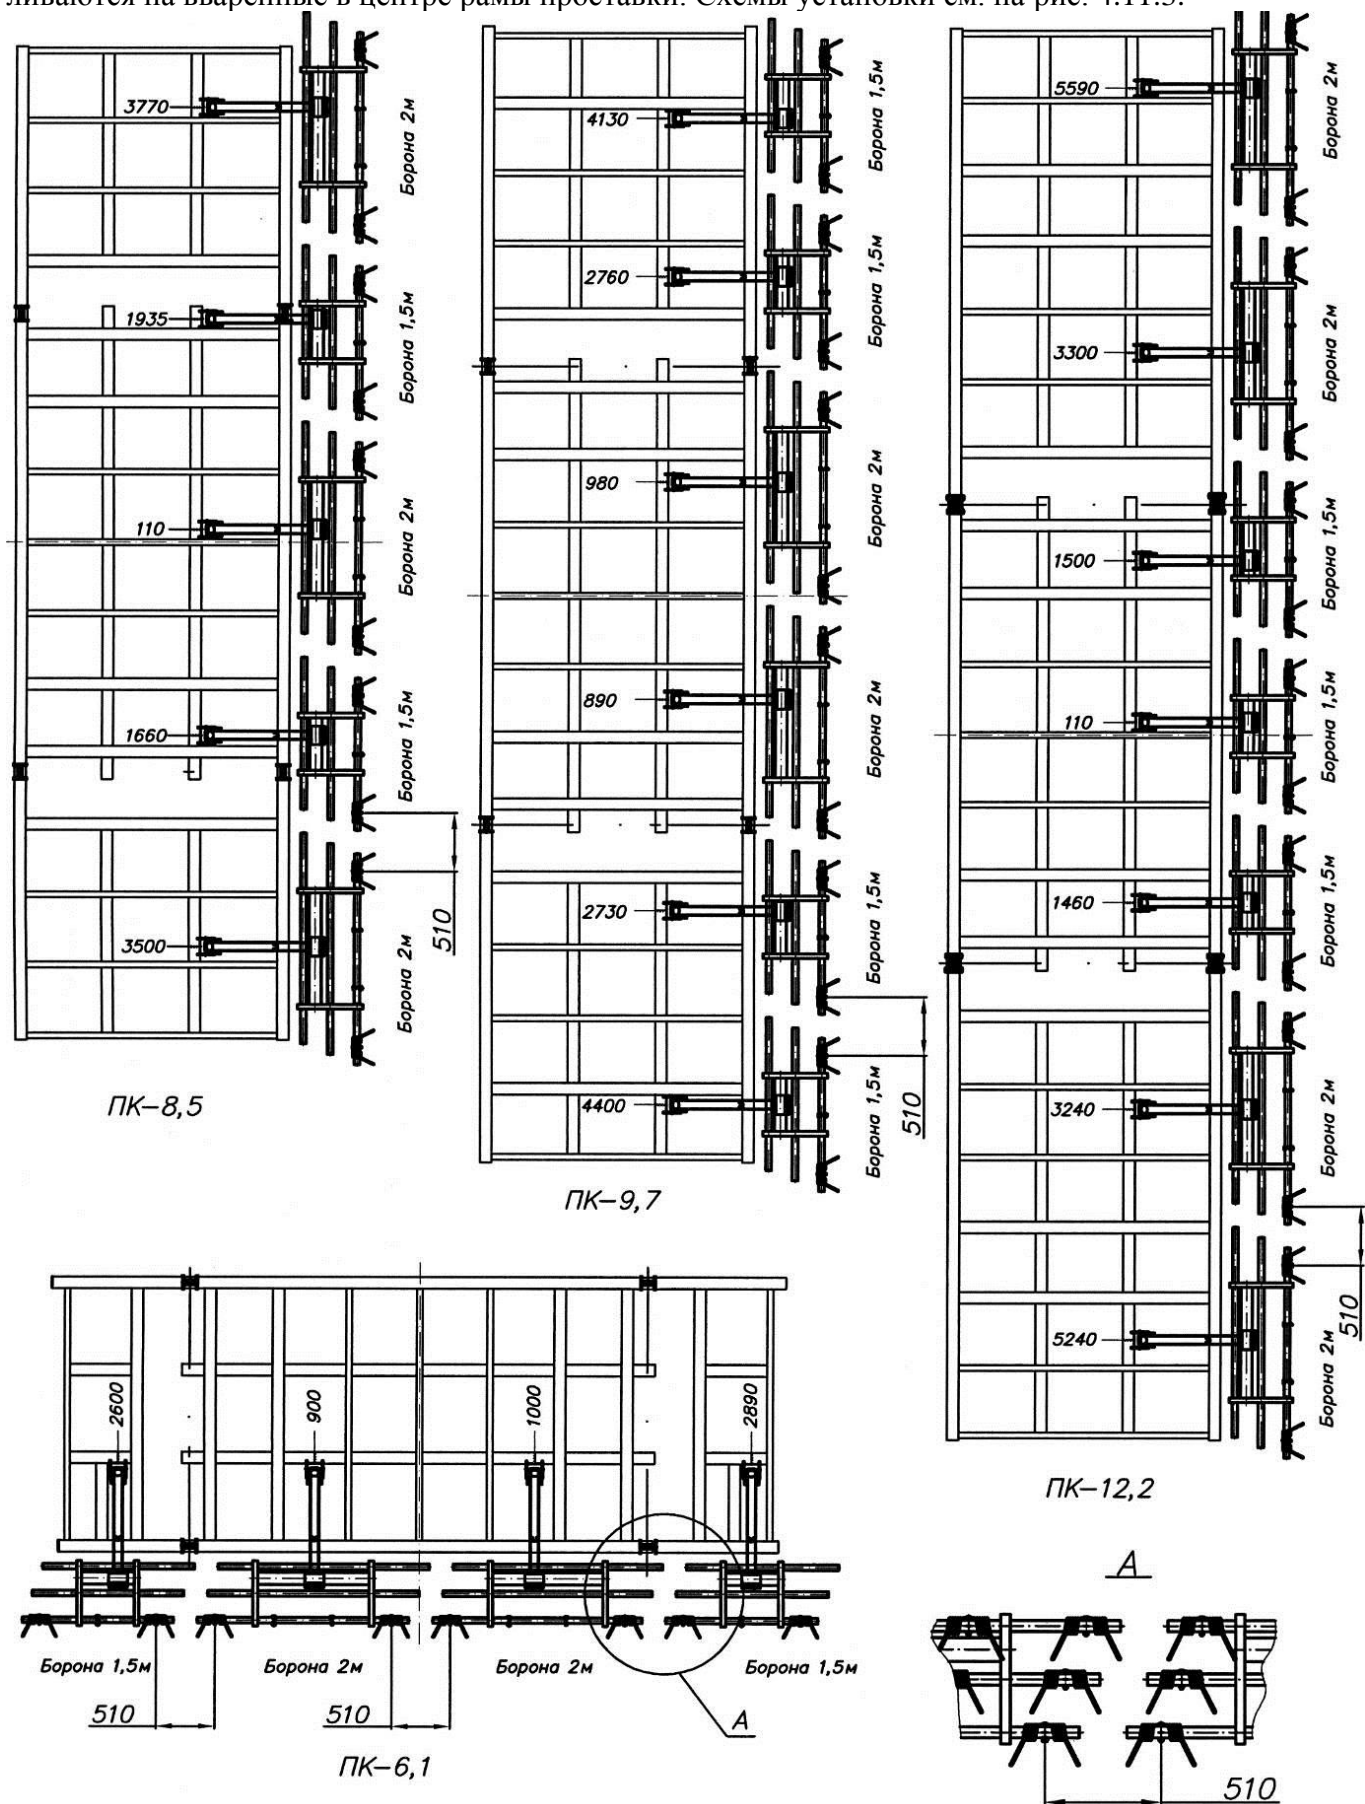 ливаются на вваренные в центре рамы проставки. Схемы установки см. на рис. 4.11.3.
3770
Борона 2м
1935
Борона 1,5м
110
Борона 2м
1660
Борона 1,5м
3500
Борона 2м
510
ПК-8,5
4130
Борона 1,5м
2760
Борона 1,5м
980
Борона 2м
890
Борона 2м
2730
Борона 1,5м
4400
Борона 1,5м
510
ПК-9,7
5590
Борона 2м
3300
Борона 2м
1500
Борона 1,5м
110
Борона 1,5м
1460
Борона 1,5м
3240
Борона 2м
5240
Борона 2м
510
ПК-12,2
2600
900
1000
2890
Борона 1,5м
Борона 2м
Борона 2м
Борона 1,5м
510
510
А
ПК-6,1
А
510